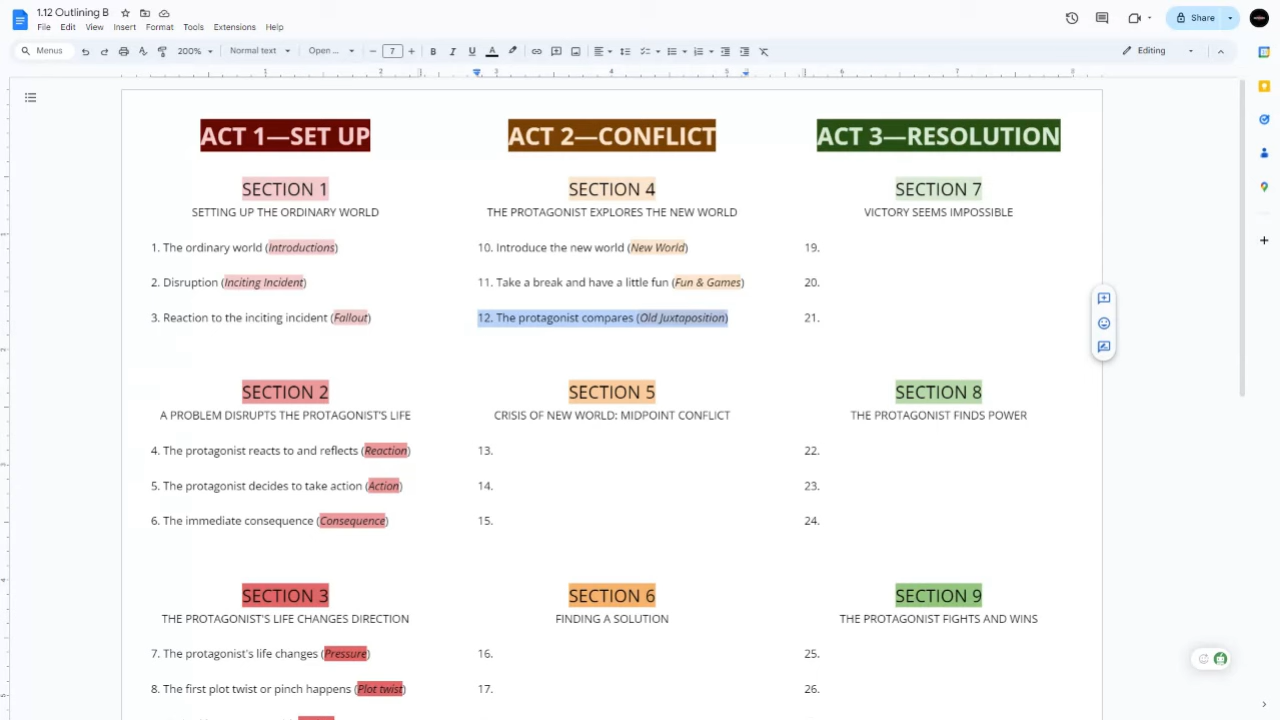 1.12 Outlining B
File Edit View Insert Format Tools Extensions Help
Share
Menus 200% Normal text Open ... 7 B I U A Editing
1 2 3 4 5 6 7 8
ACT 1—SET UP
SECTION 1
SETTING UP THE ORDINARY WORLD
1. The ordinary world (Introductions)
2. Disruption (Inciting Incident)
3. Reaction to the inciting incident (Fallout)
SECTION 2
A PROBLEM DISRUPTS THE PROTAGONIST'S LIFE
4. The protagonist reacts to and reflects (Reaction)
5. The protagonist decides to take action (Action)
6. The immediate consequence (Consequence)
SECTION 3
THE PROTAGONIST'S LIFE CHANGES DIRECTION
7. The protagonist's life changes (Pressure)
8. The first plot twist or pinch happens (Plot twist)
ACT 2—CONFLICT
SECTION 4
THE PROTAGONIST EXPLORES THE NEW WORLD
10. Introduce the new world (New World)
11. Take a break and have a little fun (Fun & Games)
12. The protagonist compares (Old Juxtaposition)
SECTION 5
CRISIS OF NEW WORLD: MIDPOINT CONFLICT
13.
14.
15.
SECTION 6
FINDING A SOLUTION
16.
17.
ACT 3—RESOLUTION
SECTION 7
VICTORY SEEMS IMPOSSIBLE
19.
20.
21.
SECTION 8
THE PROTAGONIST FINDS POWER
22.
23.
24.
SECTION 9
THE PROTAGONIST FIGHTS AND WINS
25.
26.